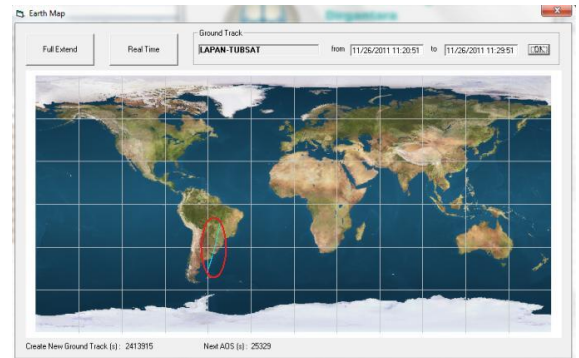 Dirgantara
Earth Map
Full Extend
Real Time
Ground Track
LAPAN-TUBSAT from 11/26/2011 11:20:51 to 11/26/2011 11:29:51 OK
Create New Ground Track (s) : 2413915 Next AOS (s) : 25329